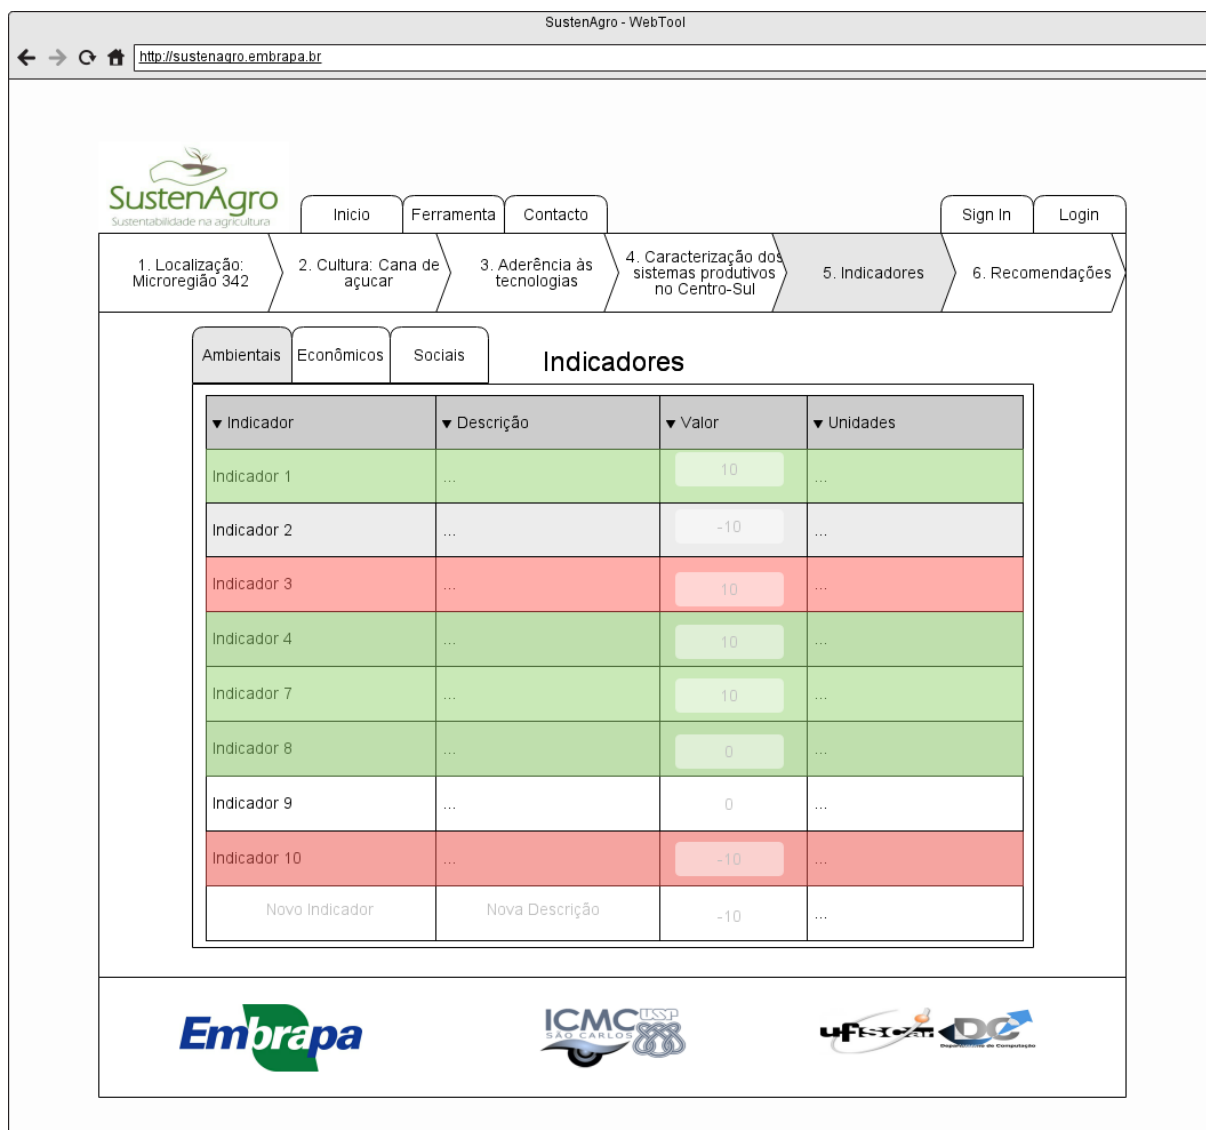 SustenAgro - WebTool
http://sustenagro.embrapa.br
SustenAgro
Sustentabilidade na agricultura
Inicio
Ferramenta
Contacto
Sign In
Login
1. Localização:
Microregião 342
2. Cultura: Cana de
açucar
3. Aderência às
tecnologias
4. Caracterização dos
sistemas produtivos
no Centro-Sul
5. Indicadores
6. Recomendações
Ambientais
Econômicos
Sociais
Indicadores
Indicador Descrição Valor Unidades
Indicador 1 ... 10 ...
Indicador 2 ... -10 ...
Indicador 3 ... 10 ...
Indicador 4 ... 10 ...
Indicador 7 ... 10 ...
Indicador 8 ... 0 ...
Indicador 9 ... 0 ...
Indicador 10 ... -10 ...
Novo Indicador Nova Descrição -10 ...
Embrapa
ICMC USP
SÃO CARLOS
ufscar DC
Departamento de Computação